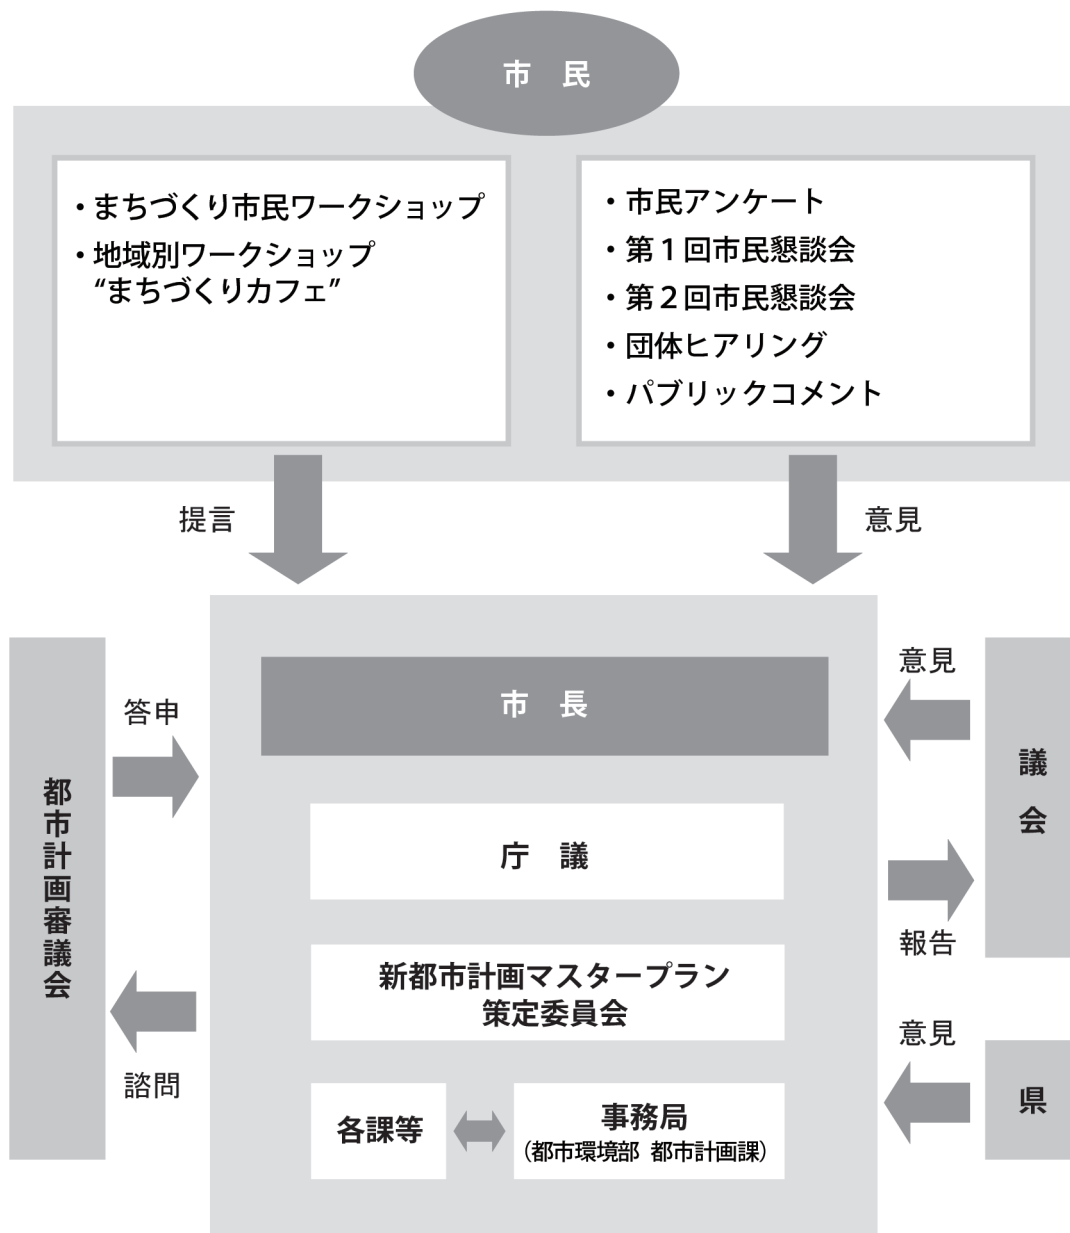 市　民
・まちづくり市民ワークショップ
・地域別ワークショップ
“まちづくりカフェ”
・市民アンケート
・第１回市民懇談会
・第２回市民懇談会
・団体ヒアリング
・パブリックコメント
提言
意見
都市計画審議会
答申
諮問
市　長
庁　議
新都市計画マスタープラン
策定委員会
各課等
事務局
（都市環境部 都市計画課）
意見
議会
報告
意見
県